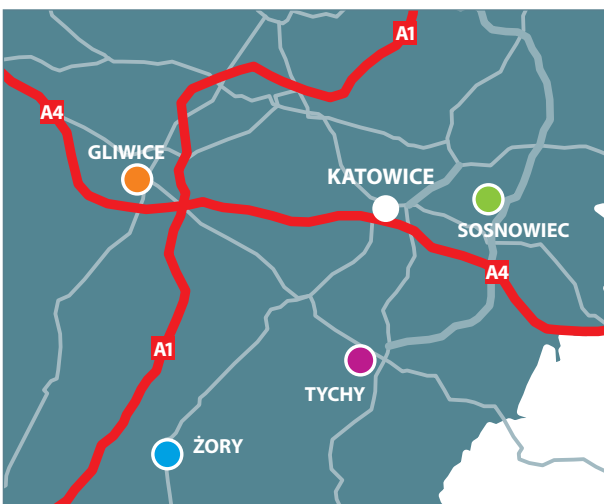 A1
A4
GLIWICE
KATOWICE
SOSNOWIEC
A4
A1
TYCHY
ŻORY